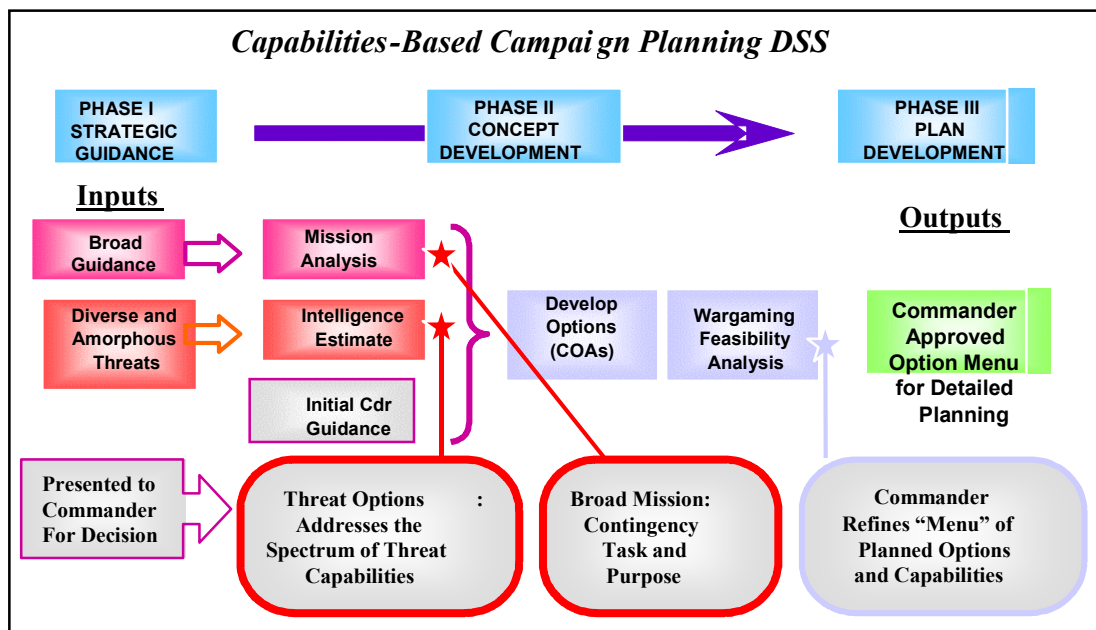 Capabilities-Based Campaign Planning DSS
PHASE I
STRATEGIC
GUIDANCE
PHASE II
CONCEPT
DEVELOPMENT
PHASE III
PLAN
DEVELOPMENT
Inputs
Outputs
Broad
Guidance
Mission
Analysis
Diverse and
Amorphous
Threats
Intelligence
Estimate
Initial Cdr
Guidance
Develop
Options
(COAs)
Wargaming
Feasibility
Analysis
Commander
Approved
Option Menu
for Detailed
Planning
Presented to
Commander
For Decision
Threat Options :
Addresses the
Spectrum of Threat
Capabilities
Broad Mission:
Contingency
Task and
Purpose
Commander
Refines “Menu” of
Planned Options
and Capabilities